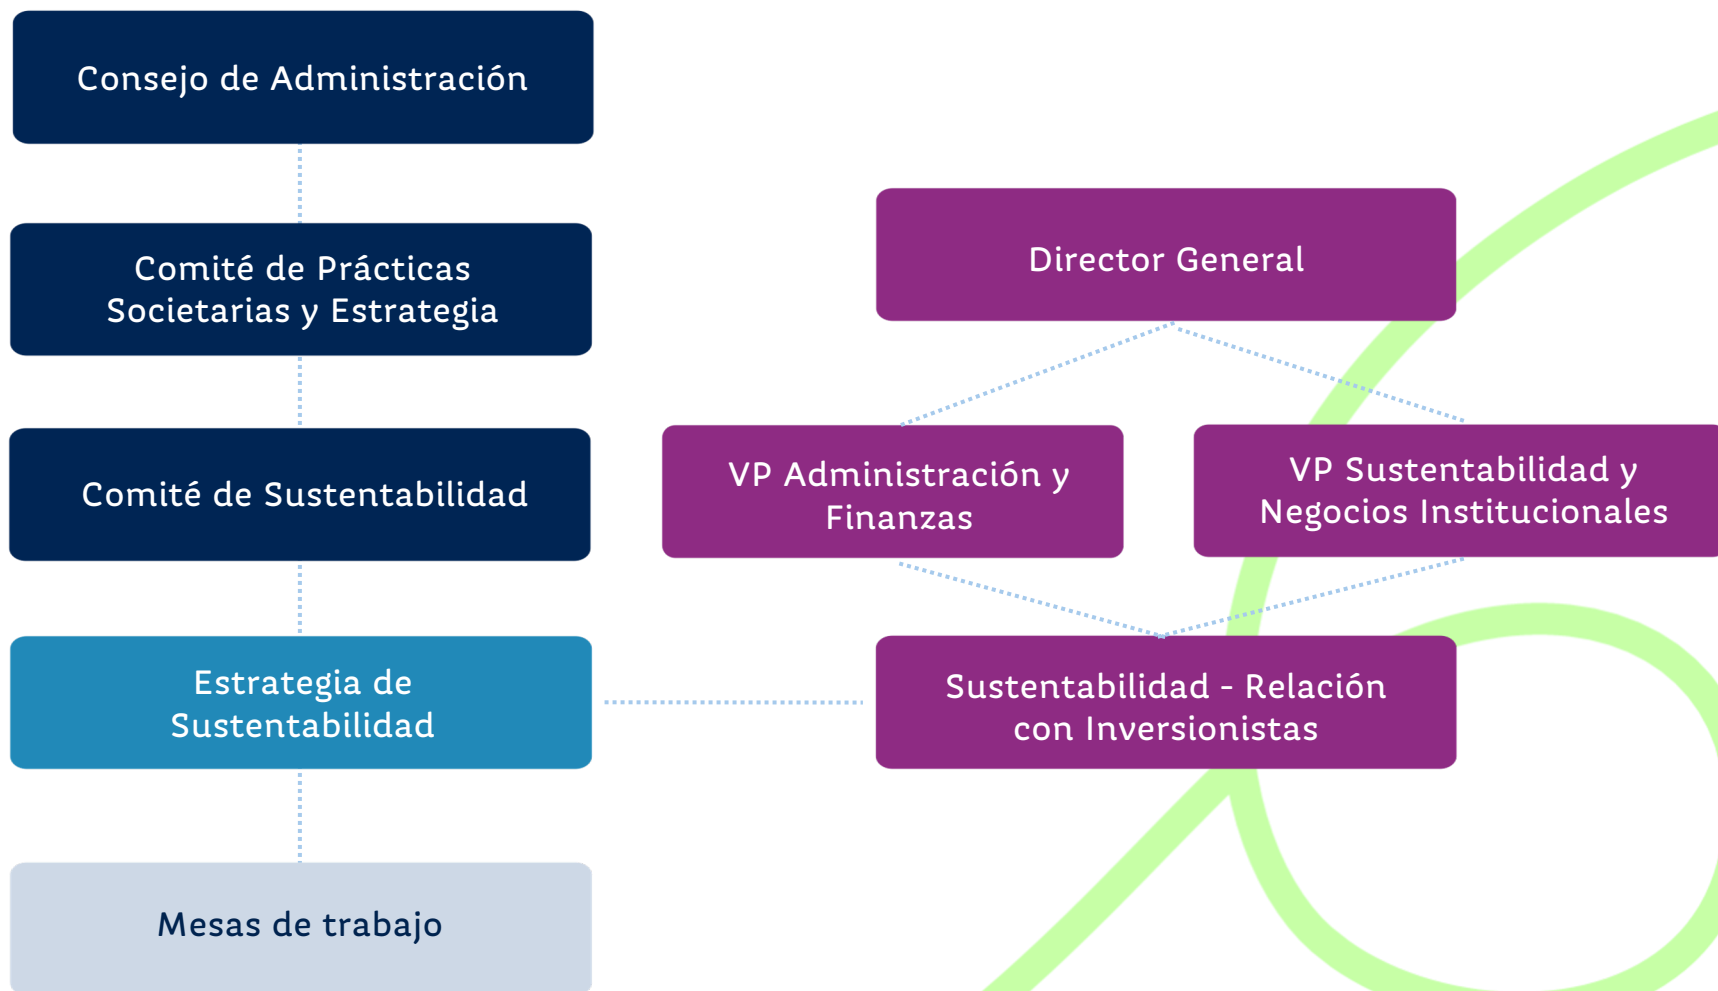 Consejo de Administración
Comité de Prácticas
Societarias y Estrategia
Comité de Sustentabilidad
Estrategia de
Sustentabilidad
Mesas de trabajo
Director General
VP Administración y
Finanzas
VP Sustentabilidad y
Negocios Institucionales
Sustentabilidad - Relación
con Inversionistas